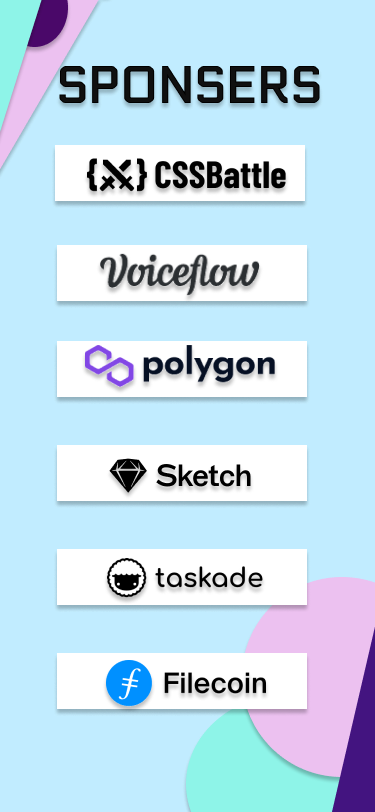 SPONSERS
CSSBattle
Voiceflow
polygon
Sketch
taskade
Filecoin